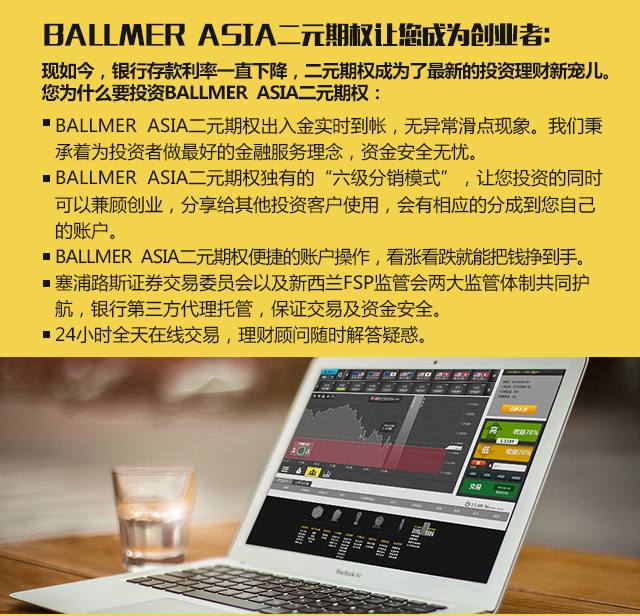 BALLMER ASIA二元期权让您成为创业者:
现如今，银行存款利率一直下降，二元期权成为了最新的投资理财新宠儿。
您为什么要投资BALLMER ASIA二元期权：
▪ BALLMER ASIA二元期权出入金实时到帐，无异常滑点现象。我们秉
承着为投资者做最好的金融服务理念，资金安全无忧。
▪ BALLMER ASIA二元期权独有的“六级分销模式”，让您投资的同时
可以兼顾创业，分享给其他投资客户使用，会有相应的分成到您自己
的账户。
▪ BALLMER ASIA二元期权便捷的账户操作，看涨看跌就能把钱挣到手。
▪ 塞浦路斯证券交易委员会以及新西兰FSP监管会两大监管体制共同护
航，银行第三方代理托管，保证交易及资金安全。
▪ 24小时全天在线交易，理财顾问随时解答疑惑。
高 收益70%
低 收益70%
交易
MacBook Air